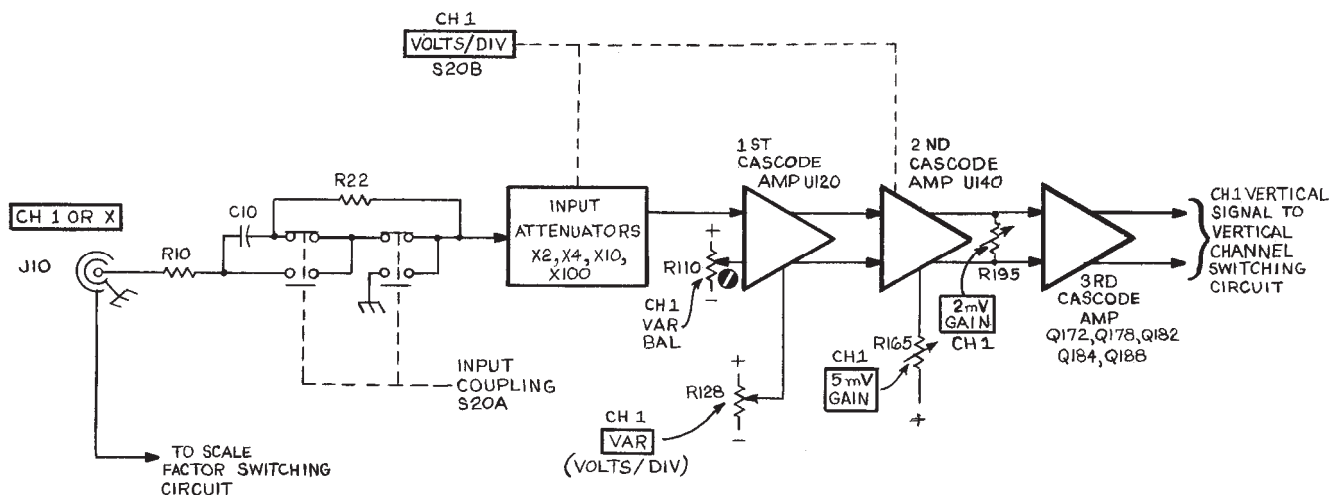 CH 1
VOLTS/DIV
S20B
1ST
CASCODE
AMP U120
2 ND
CASCODE
AMP U140
R22
C10
CH 1 OR X
J10
R10
INPUT
ATTENUATORS
X2, X4, X10,
X100
+
R110
−
CH 1
VAR
BAL
R195
2mV
GAIN
CH 1
3RD
CASCODE
AMP
Q172, Q178, Q182
Q184, Q188
CH 1 VERTICAL
SIGNAL TO
VERTICAL
CHANNEL
SWITCHING
CIRCUIT
INPUT
COUPLING
S20A
+
R128
−
CH 1
VAR
(VOLTS/DIV)
R165
CH1
5mV
GAIN
+
TO SCALE
FACTOR SWITCHING
CIRCUIT